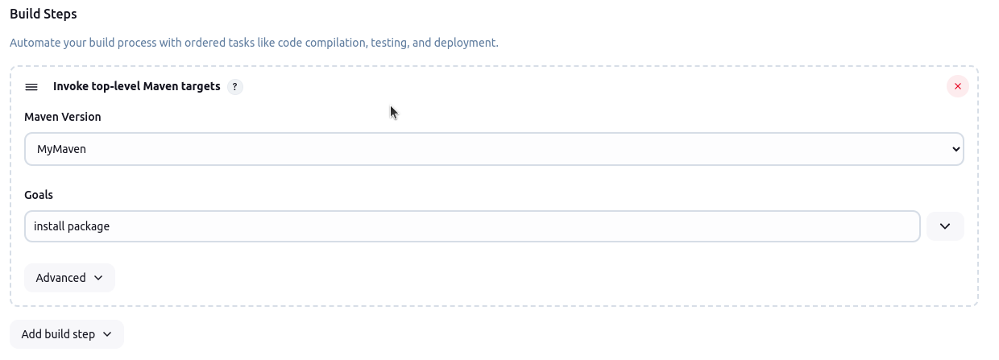 Build Steps
Automate your build process with ordered tasks like code compilation, testing, and deployment.
Invoke top-level Maven targets ?
Maven Version
MyMaven
Goals
install package
Advanced
Add build step